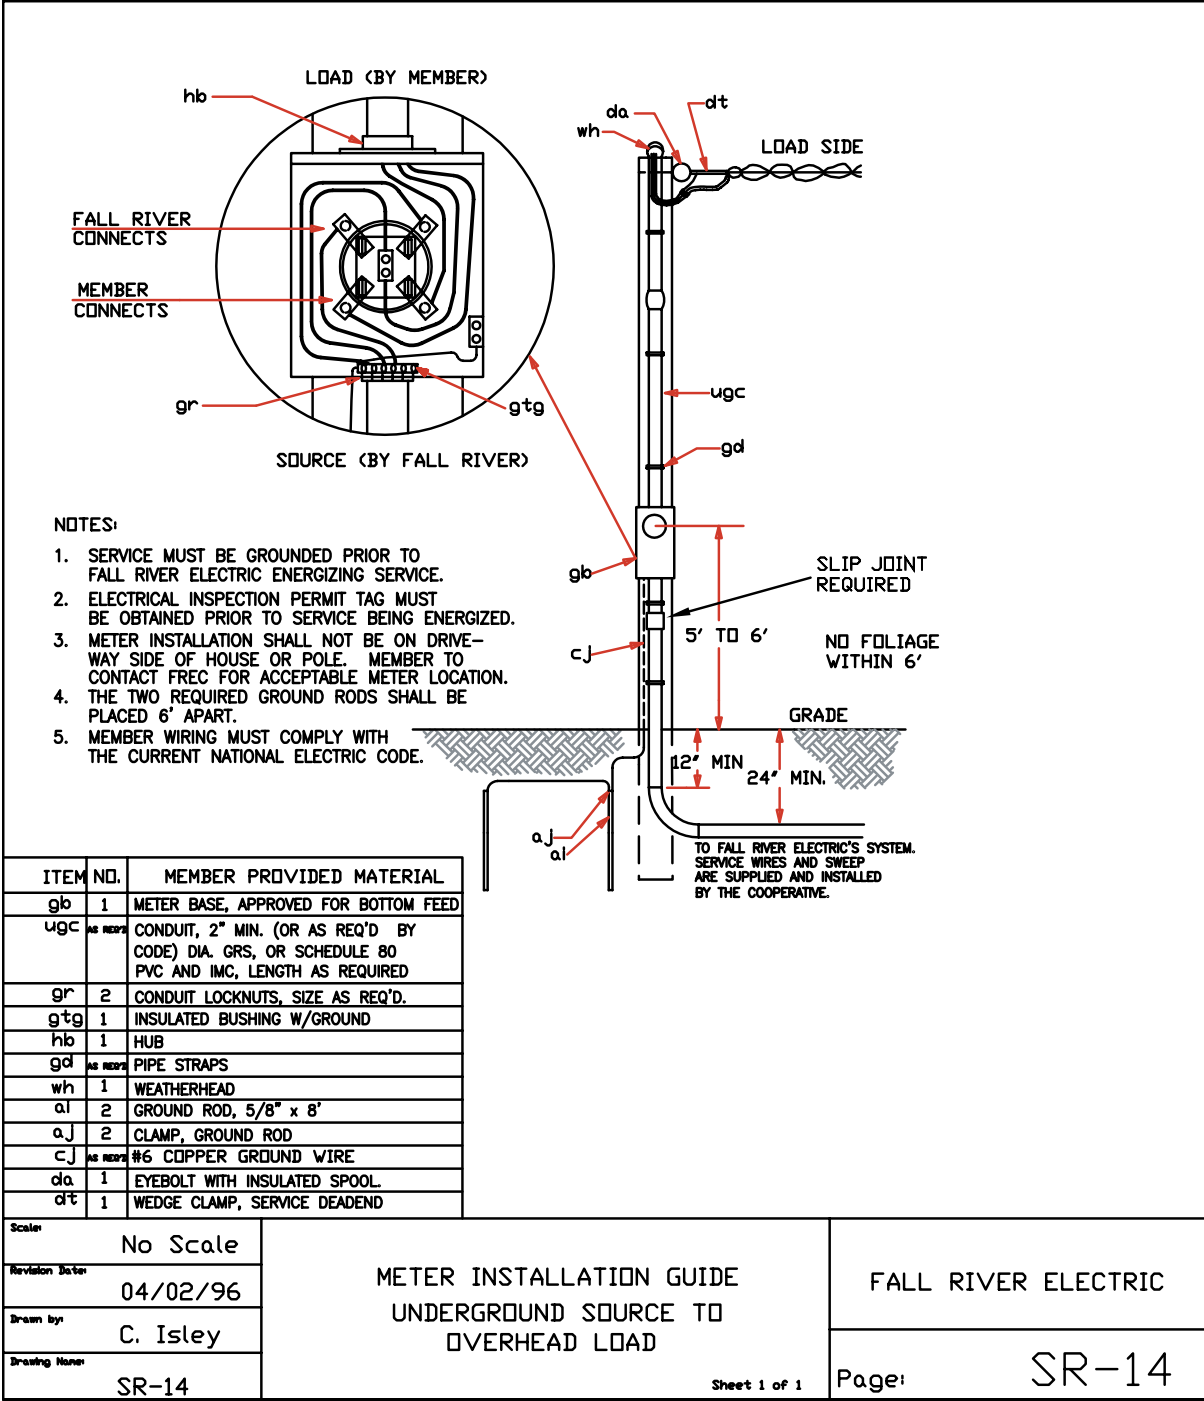 LOAD (BY MEMBER)
hb
FALL RIVER
CONNECTS
MEMBER
CONNECTS
gr
gtg
SOURCE (BY FALL RIVER)
da
dt
wh
LOAD SIDE
ugc
gd
gb
SLIP JOINT
REQUIRED
5' TO 6'
NO FOLIAGE
WITHIN 6'
cj
GRADE
12" MIN
24" MIN.
aj
al
TO FALL RIVER ELECTRIC'S SYSTEM.
SERVICE WIRES AND SWEEP
ARE SUPPLIED AND INSTALLED
BY THE COOPERATIVE.
NOTES:
1. SERVICE MUST BE GROUNDED PRIOR TO
FALL RIVER ELECTRIC ENERGIZING SERVICE.
2. ELECTRICAL INSPECTION PERMIT TAG MUST
BE OBTAINED PRIOR TO SERVICE BEING ENERGIZED.
3. METER INSTALLATION SHALL NOT BE ON DRIVE-
WAY SIDE OF HOUSE OR POLE. MEMBER TO
CONTACT FREC FOR ACCEPTABLE METER LOCATION.
4. THE TWO REQUIRED GROUND RODS SHALL BE
PLACED 6' APART.
5. MEMBER WIRING MUST COMPLY WITH
THE CURRENT NATIONAL ELECTRIC CODE.
ITEM NO. MEMBER PROVIDED MATERIAL
gb 1 METER BASE, APPROVED FOR BOTTOM FEED
ugc AS REQ'D CONDUIT, 2" MIN. (OR AS REQ'D BY
CODE) DIA. GRS, OR SCHEDULE 80
PVC AND IMC, LENGTH AS REQUIRED
gr 2 CONDUIT LOCKNUTS, SIZE AS REQ'D.
gtg 1 INSULATED BUSHING W/GROUND
hb 1 HUB
gd AS REQ'D PIPE STRAPS
wh 1 WEATHERHEAD
al 2 GROUND ROD, 5/8" x 8'
aj 2 CLAMP, GROUND ROD
cj AS REQ'D #6 COPPER GROUND WIRE
da 1 EYEBOLT WITH INSULATED SPOOL.
dt 1 WEDGE CLAMP, SERVICE DEADEND
Scale:
No Scale
Revision Date:
04/02/96
Drawn by:
C. Isley
Drawing Name:
SR-14
METER INSTALLATION GUIDE
UNDERGROUND SOURCE TO
OVERHEAD LOAD
Sheet 1 of 1
FALL RIVER ELECTRIC
Page: SR-14